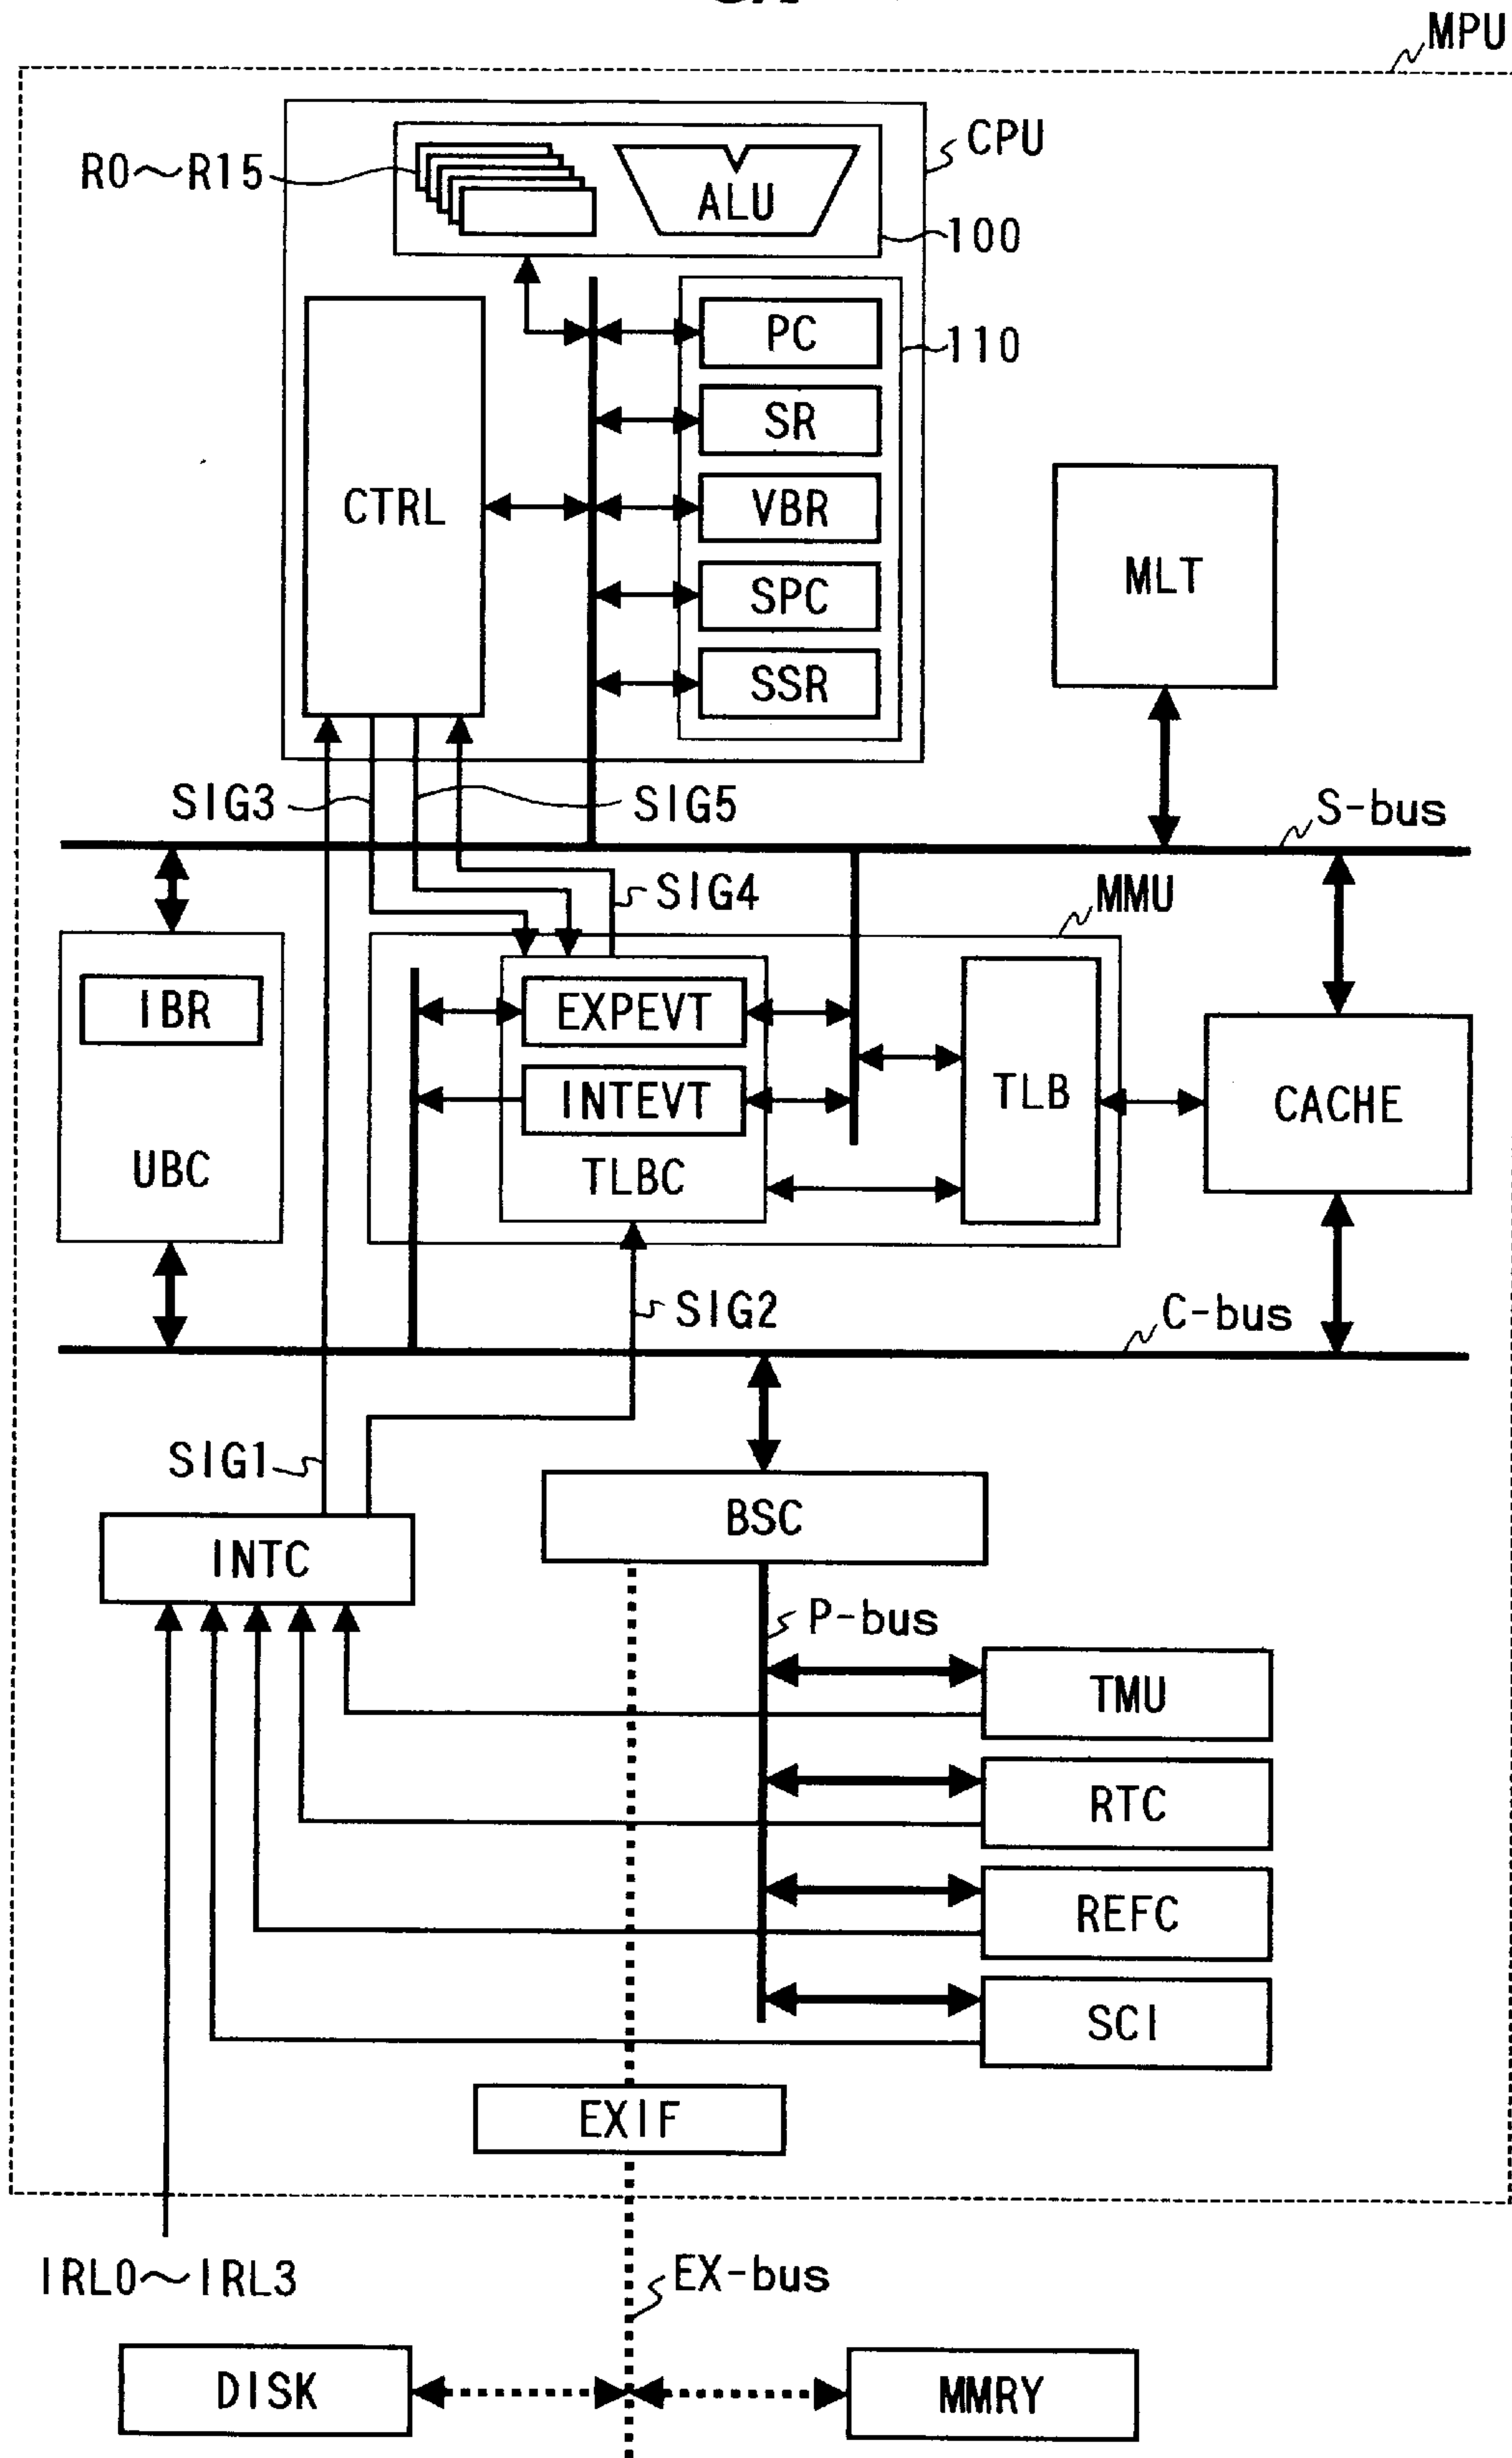 MPU
CPU
R0~R15
ALU
100
PC
110
SR
CTRL
VBR
MLT
SPC
SSR
SIG3
SIG5
S-bus
SIG4
MMU
IBR
EXPEVT
TLB
INTEVT
CACHE
UBC
TLBC
SIG2
C-bus
SIG1
BSC
INTC
P-bus
TMU
RTC
REFC
SCI
EXIF
IRL0~IRL3
EX-bus
DISK
MMRY